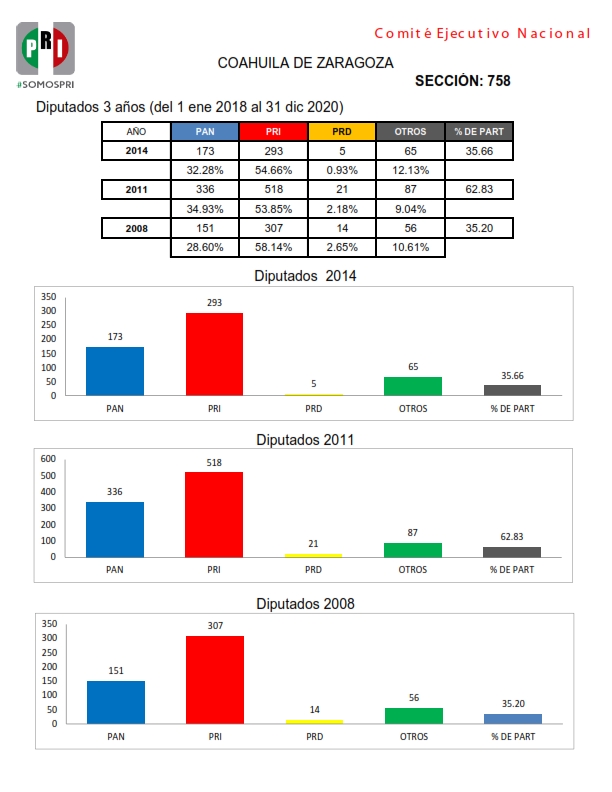 Comité Ejecutivo Nacional
PRI
#SOMOSPRI
COAHUILA DE ZARAGOZA
SECCIÓN: 758
Diputados 3 años (del 1 ene 2018 al 31 dic 2020)
AÑO PAN PRI PRD OTROS % DE PART
2014 173 293 5 65 35.66
32.28% 54.66% 0.93% 12.13%
2011 336 518 21 87 62.83
34.93% 53.85% 2.18% 9.04%
2008 151 307 14 56 35.20
28.60% 58.14% 2.65% 10.61%
Diputados 2014
350
300
250
200
150
100
50
0
173 293 5 65 35.66
PAN PRI PRD OTROS % DE PART
Diputados 2011
600
500
400
300
200
100
0
336 518 21 87 62.83
PAN PRI PRD OTROS % DE PART
Diputados 2008
350
300
250
200
150
100
50
0
151 307 14 56 35.20
PAN PRI PRD OTROS % DE PART